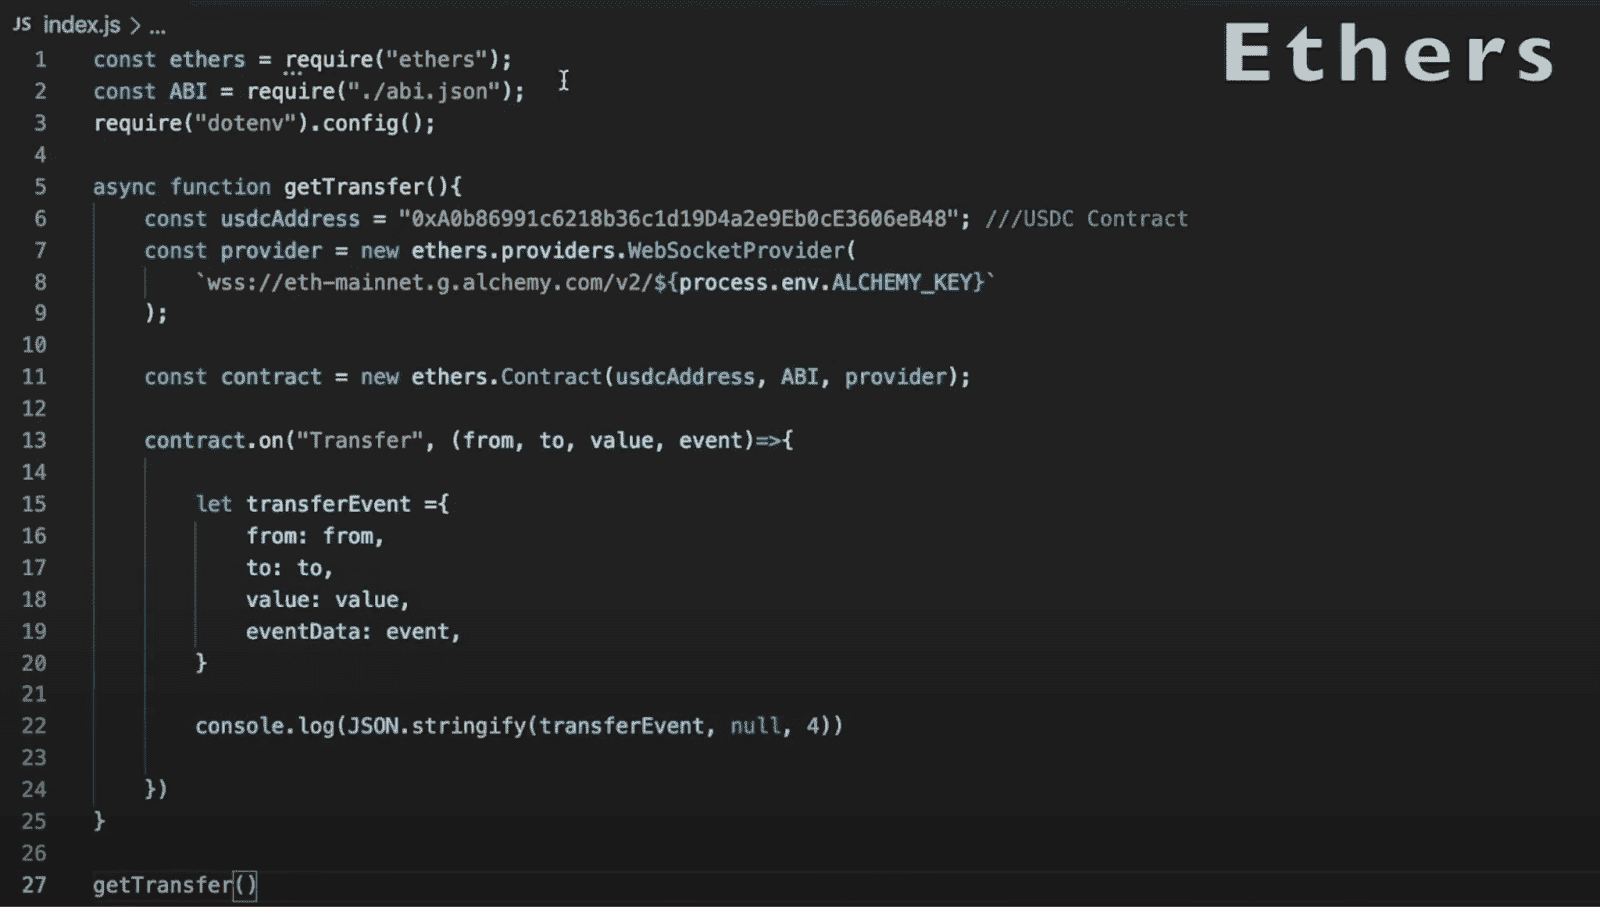 JS index.js > ...
Ethers
1 const ethers = require("ethers");
2 const ABI = require("./abi.json");
3 require("dotenv").config();
4
5 async function getTransfer(){
6 const usdcAddress = "0xA0b86991c6218b36c1d19D4a2e9Eb0cE3606eB48"; ///USDC Contract
7 const provider = new ethers.providers.WebSocketProvider(
8 `wss://eth-mainnet.g.alchemy.com/v2/${process.env.ALCHEMY_KEY}`
9 );
10
11 const contract = new ethers.Contract(usdcAddress, ABI, provider);
12
13 contract.on("Transfer", (from, to, value, event)=>{
14
15 let transferEvent ={
16 from: from,
17 to: to,
18 value: value,
19 eventData: event,
20 }
21
22 console.log(JSON.stringify(transferEvent, null, 4))
23
24 })
25 }
26
27 getTransfer()